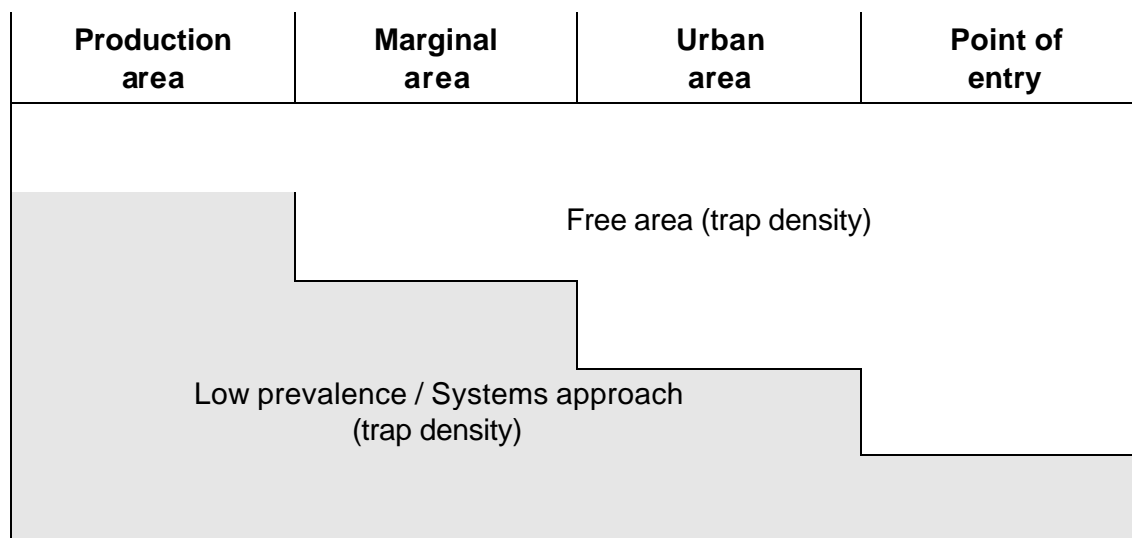 Production
area
Marginal
area
Urban
area
Point of
entry
Free area (trap density)
Low prevalence / Systems approach
(trap density)